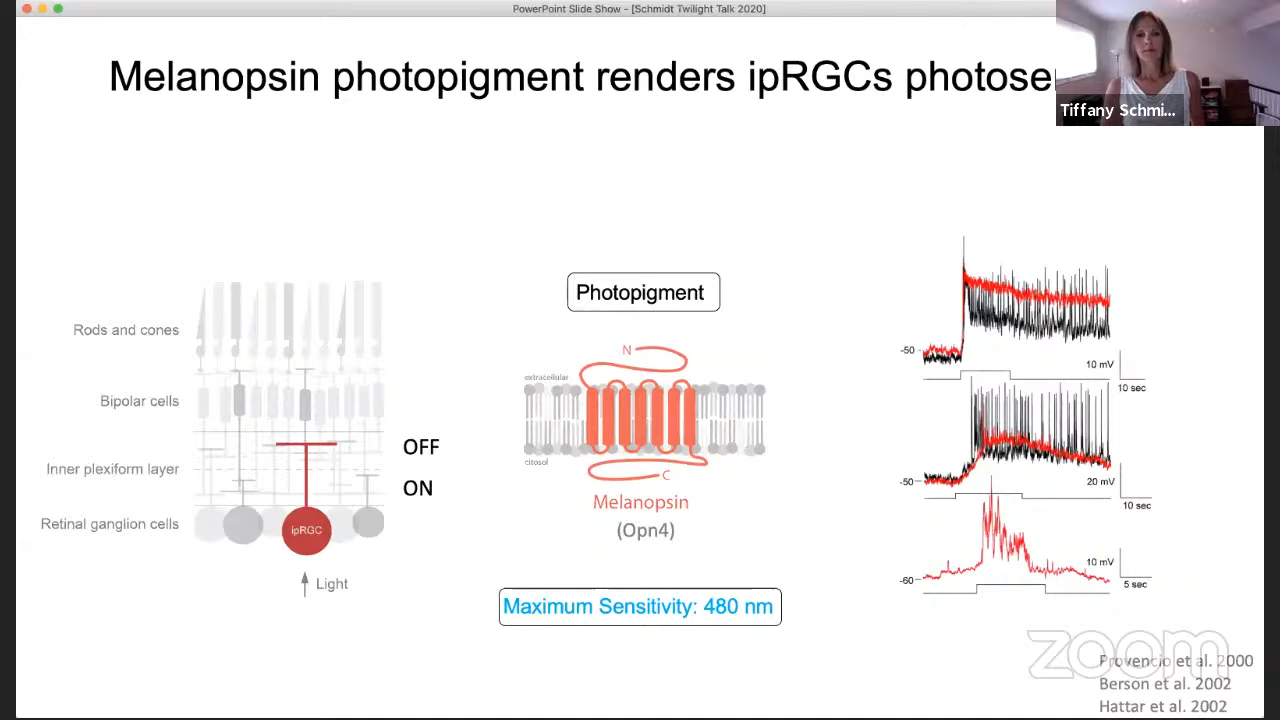 PowerPoint Slide Show - [Schmidt Twilight Talk 2020]
Melanopsin photopigment renders ipRGCs photose
Tiffany Schmi...
Photopigment
Rods and cones
Bipolar cells
Inner plexiform layer
Retinal ganglion cells
OFF
ON
ipRGC
Light
N
extracellular
citosol
C
Melanopsin
(Opn4)
Maximum Sensitivity: 480 nm
-50
10 mV
10 sec
-50
20 mV
10 sec
-60
10 mV
5 sec
zoom
Provencio et al. 2000
Berson et al. 2002
Hattar et al. 2002